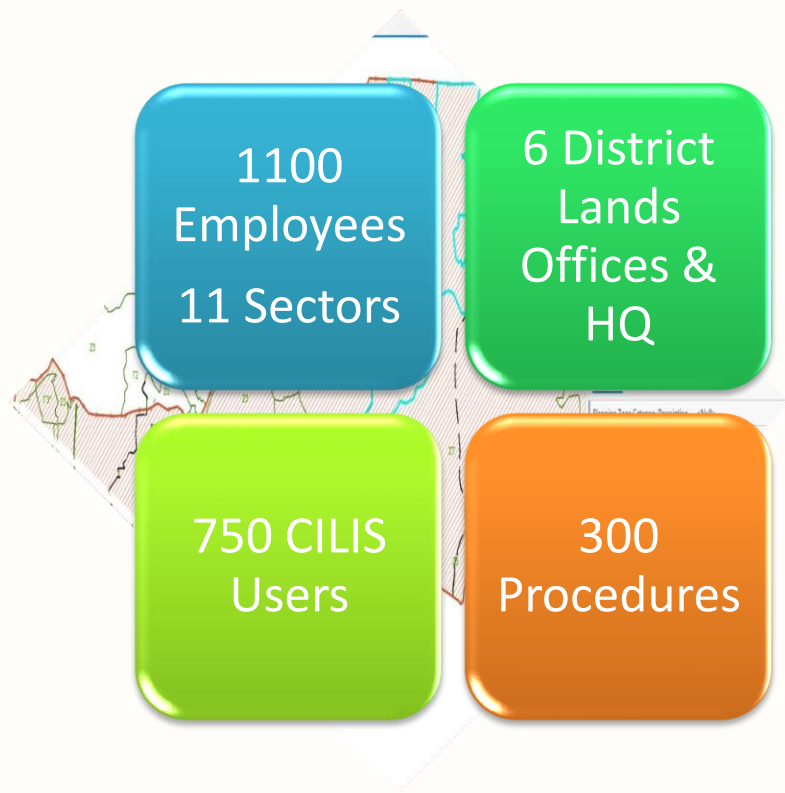 1100
Employees
11 Sectors
6 District
Lands
Offices &
HQ
750 CILIS
Users
300
Procedures